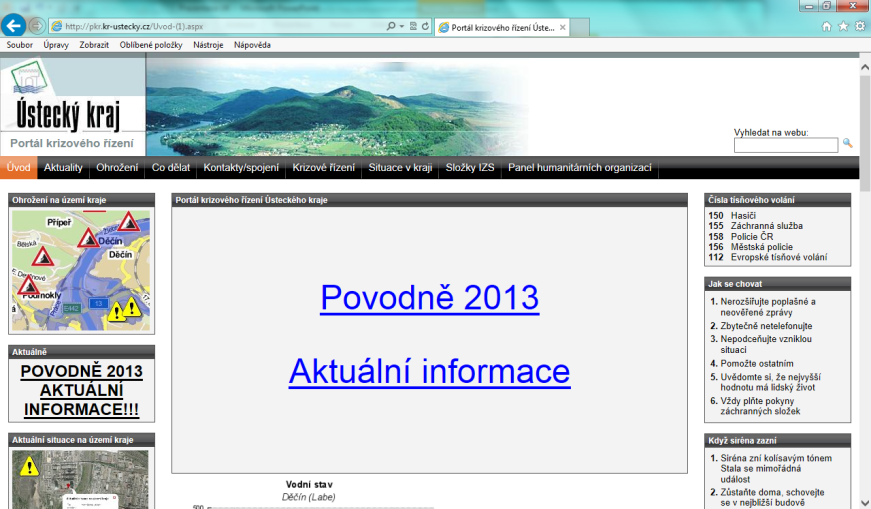 http://pkr.kr-ustecky.cz/Uvod-(1).aspx
Portál krizového řízení Úste...
Soubor Úpravy Zobrazit Oblíbené položky Nástroje Nápověda
Ústecký kraj
Portál krizového řízení
Vyhledat na webu:
Úvod Aktuality Ohrožení Co dělat Kontakty/spojení Krizové řízení Situace v kraji Složky IZS Panel humanitárních organizací
Ohrožení na území kraje
Přípeř
Bělská
Děčín
Děčín
Podmokly
E442
13
Aktuálně
POVODNĚ 2013
AKTUÁLNÍ
INFORMACE!!!
Aktuální situace na území kraje
Portál krizového řízení Ústeckého kraje
Povodně 2013
Aktuální informace
Vodní stav
Děčín (Labe)
500
Čísla tísňového volání
150 Hasiči
155 Záchranná služba
158 Policie ČR
156 Městská policie
112 Evropské tísňové volání
Jak se chovat
1. Nerozšiřujte poplašné a
neověřené zprávy
2. Zbytečně netelefonujte
3. Nepodceňujte vzniklou
situaci
4. Pomožte ostatním
5. Uvědomte si, že nejvyšší
hodnotu má lidský život
6. Vždy plňte pokyny
záchranných složek
Když siréna zazní
1. Siréna zní kolísavým tónem
Stala se mimořádná
událost
2. Zůstaňte doma, schovejte
se v nejbližší budově